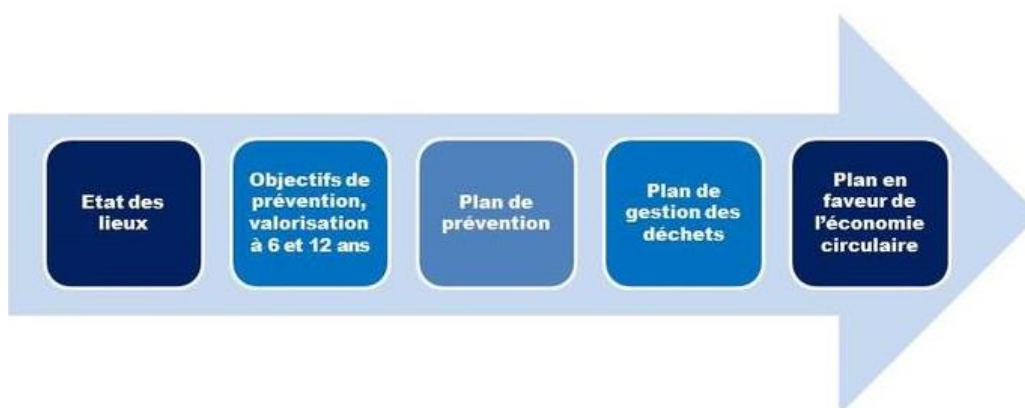 Etat des
lieux
Objectifs de
prévention,
valorisation
à 6 et 12 ans
Plan de
prévention
Plan de
gestion des
déchets
Plan en
faveur de
l'économie
circulaire